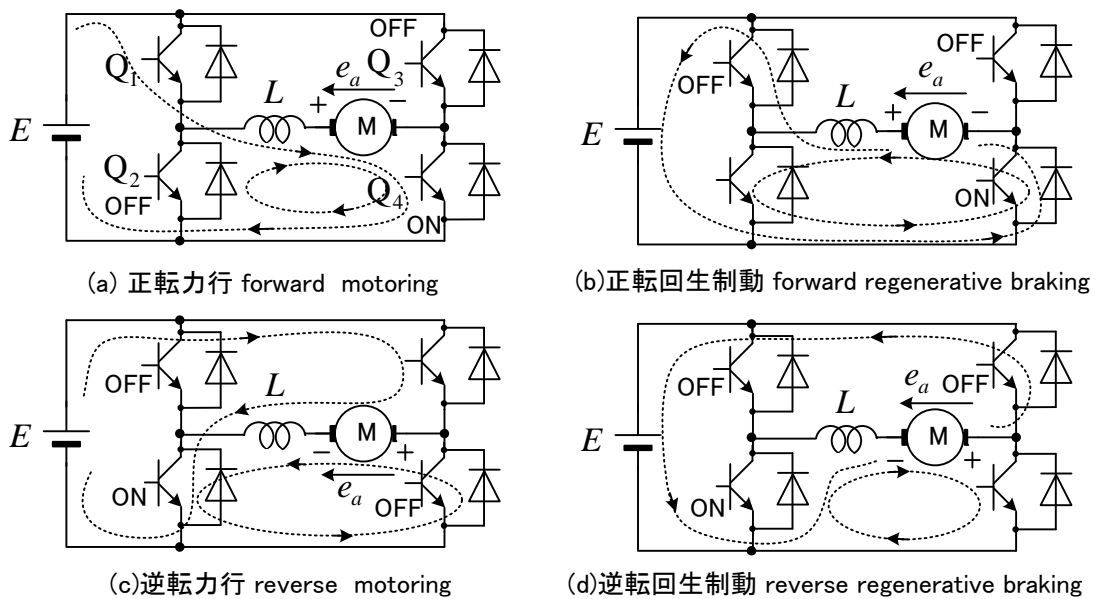 OFF
Q1
Q3
ea
L
+
−
M
E
Q2
OFF
Q4
ON
(a) 正転力行 forward motoring
OFF
OFF
ea
L
+
−
M
E
ON
(b)正転回生制動 forward regenerative braking
OFF
L
M
E
−
+
ON
ea
OFF
(c)逆転力行 reverse motoring
OFF
ea
OFF
L
M
E
−
+
ON
(d)逆転回生制動 reverse regenerative braking